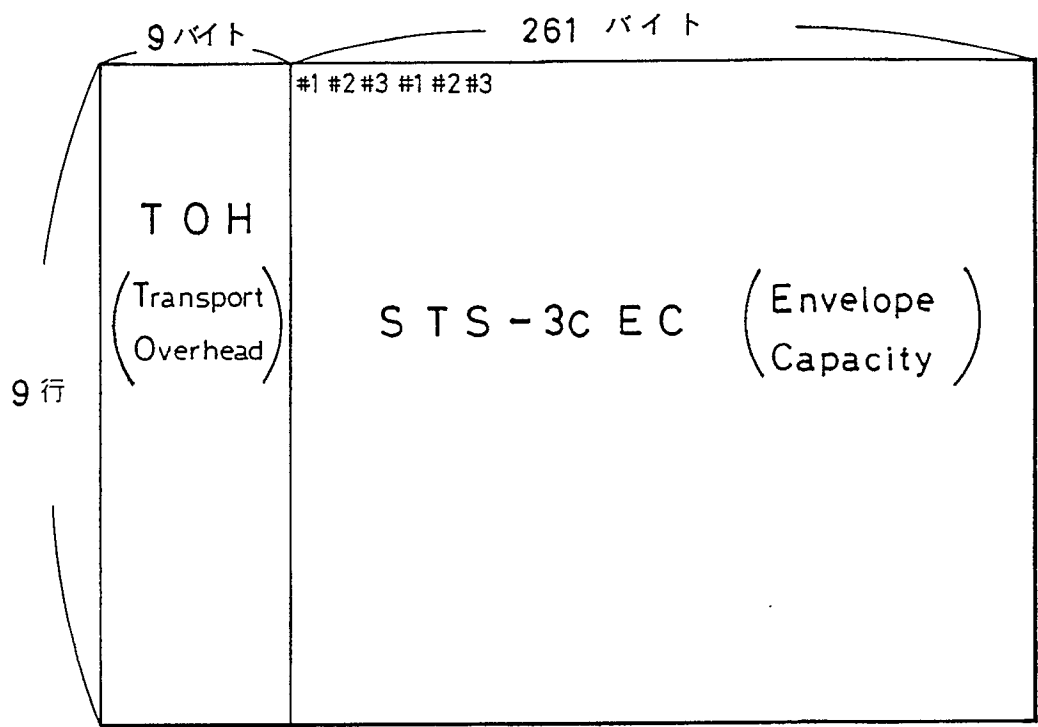 9バイト
261 バイト
#1 #2 #3 #1 #2 #3
TOH
(Transport
Overhead)
STS-3c EC
(Envelope
Capacity)
9行